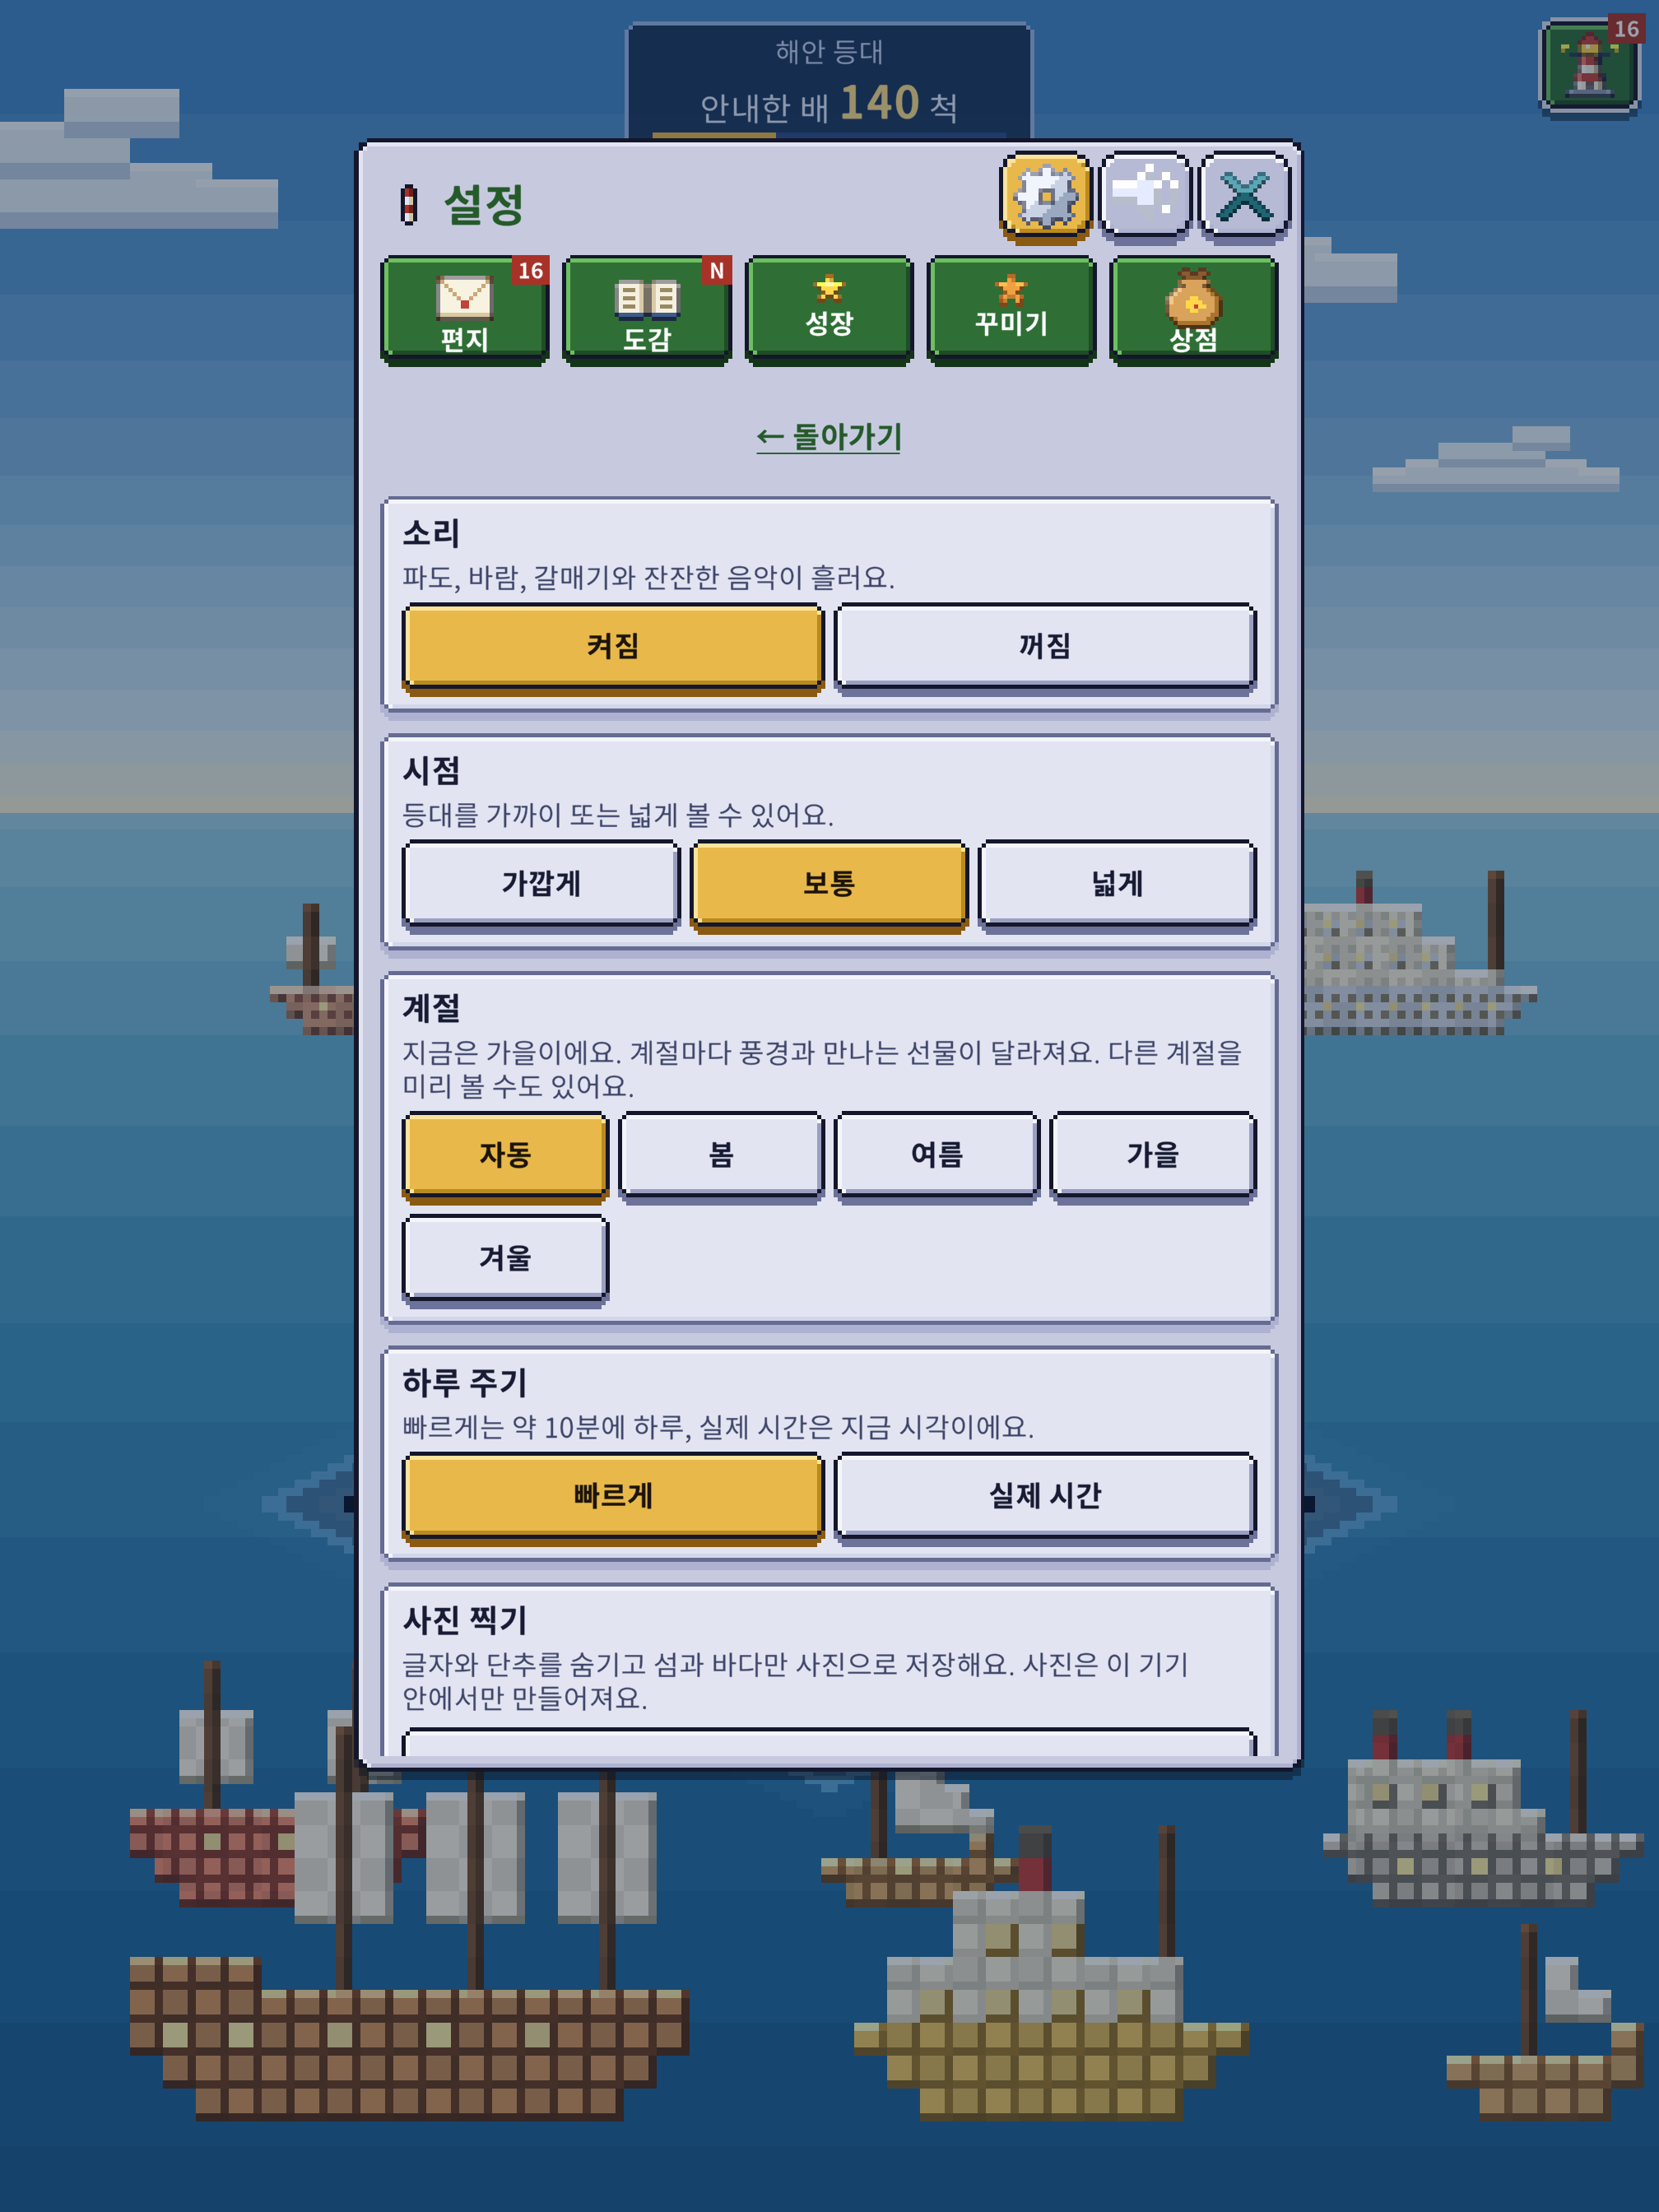 해안 등대
안내한 배 140 척
16
설정
16
N
편지
도감
성장
꾸미기
상점
← 돌아가기
소리
파도, 바람, 갈매기와 잔잔한 음악이 흘러요.
켜짐
꺼짐
시점
등대를 가까이 또는 넓게 볼 수 있어요.
가깝게
보통
넓게
계절
지금은 가을이에요. 계절마다 풍경과 만나는 선물이 달라져요. 다른 계절을
미리 볼 수도 있어요.
자동
봄
여름
가을
겨울
하루 주기
빠르게는 약 10분에 하루, 실제 시간은 지금 시각이에요.
빠르게
실제 시간
사진 찍기
글자와 단추를 숨기고 섬과 바다만 사진으로 저장해요. 사진은 이 기기
안에서만 만들어져요.